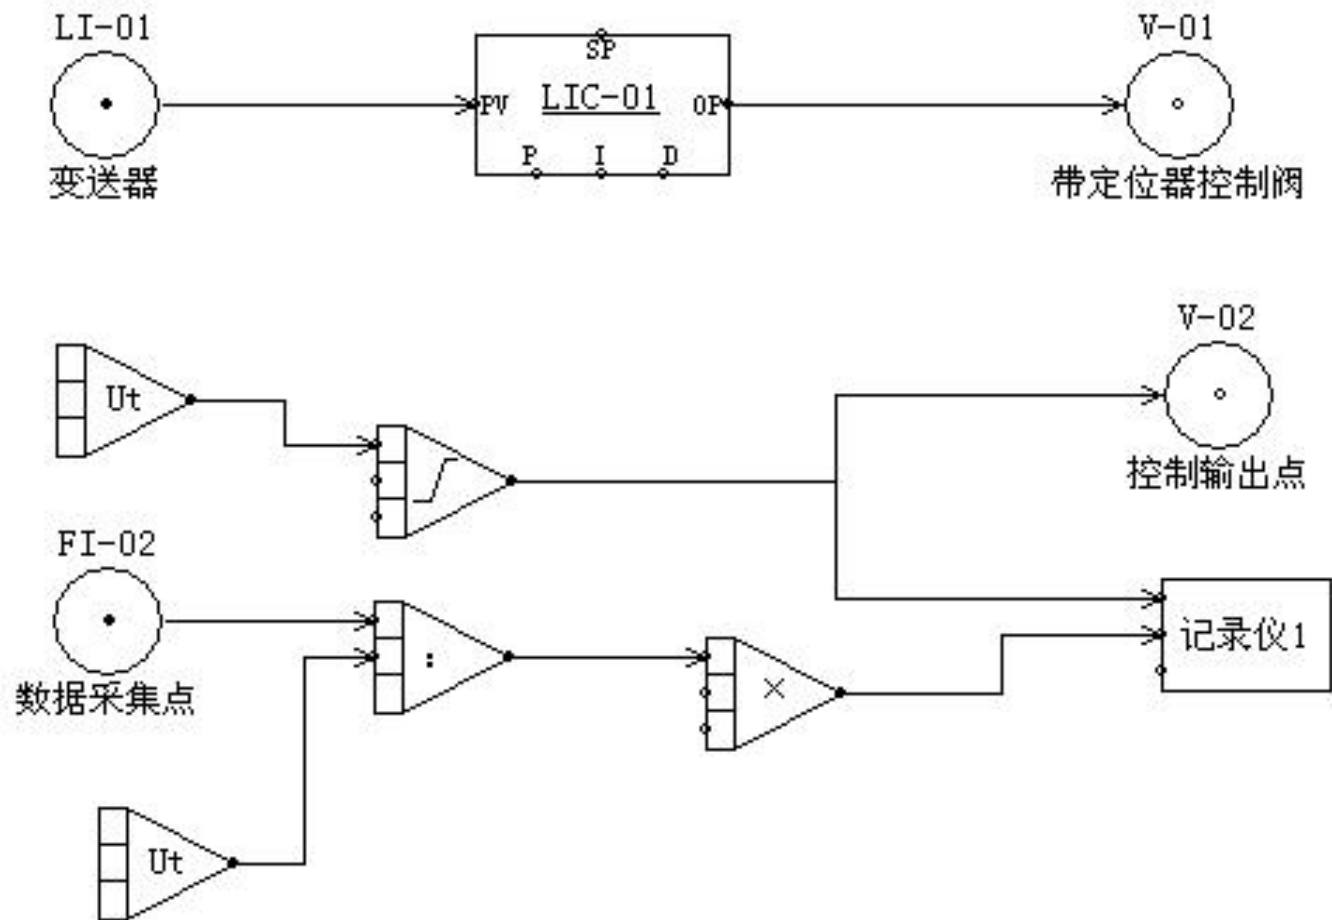 LI-01
变送器
SP
PV
LIC-01
OP
P
I
D
V-01
带定位器控制阀
V-02
控制输出点
Ut
FI-02
数据采集点
:
×
记录仪1
Ut